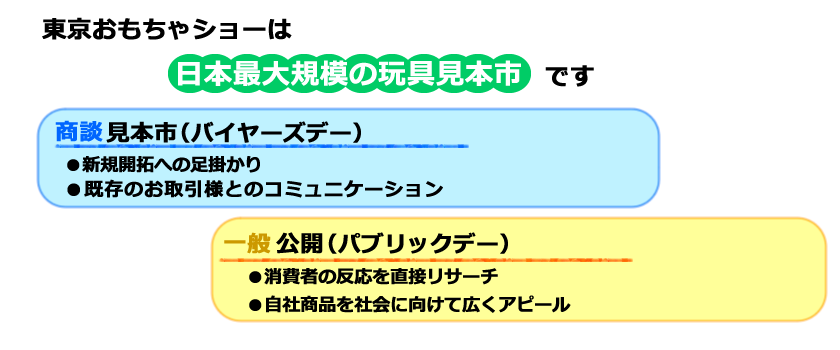 東京おもちゃショーは
日本最大規模の玩具見本市 です
商談 見本市（バイヤーズデー）
●新規開拓への足掛かり
●既存のお取引様とのコミュニケーション
一般 公開（パブリックデー）
●消費者の反応を直接リサーチ
●自社商品を社会に向けて広くアピール